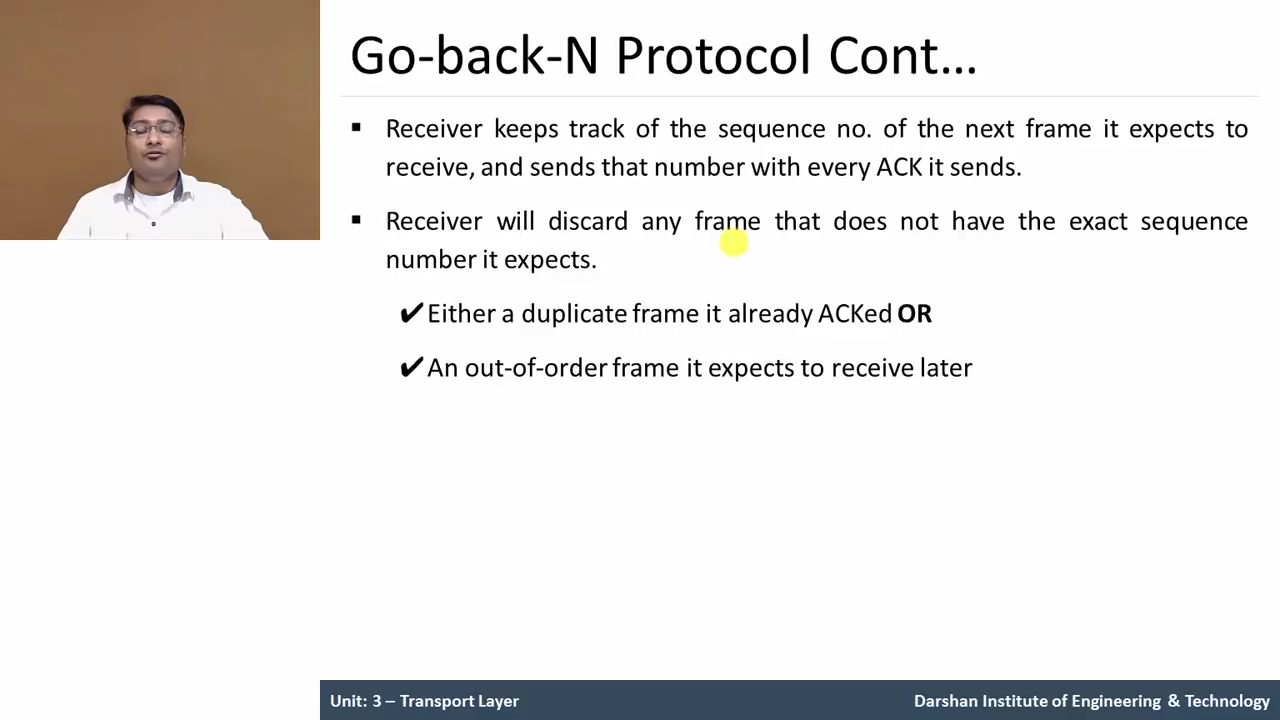 Go-back-N Protocol Cont…
▪ Receiver keeps track of the sequence no. of the next frame it expects to
receive, and sends that number with every ACK it sends.
▪ Receiver will discard any frame that does not have the exact sequence
number it expects.
✔Either a duplicate frame it already ACKed OR
✔An out-of-order frame it expects to receive later
Unit: 3 – Transport Layer
Darshan Institute of Engineering & Technology